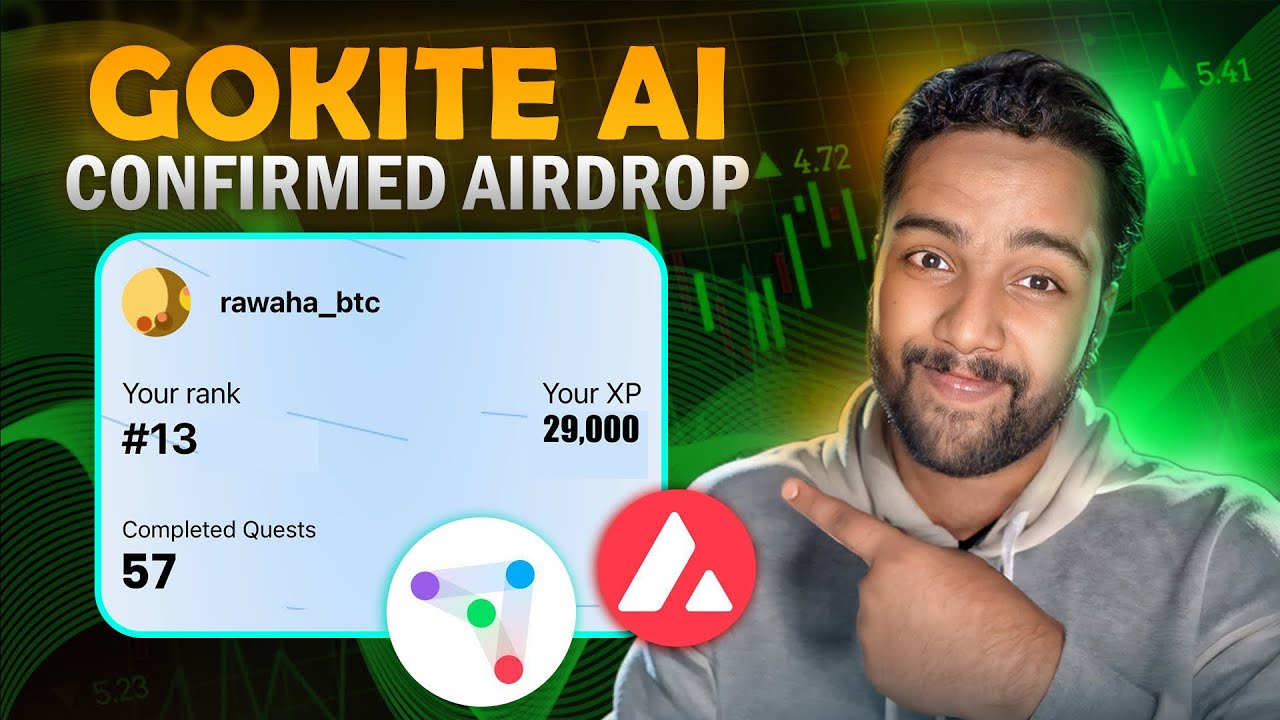 GOKITE AI
CONFIRMED AIRDROP
5.41
4.72
rawaha_btc
Your rank
#13
Your XP
29,000
Completed Quests
57
5.23